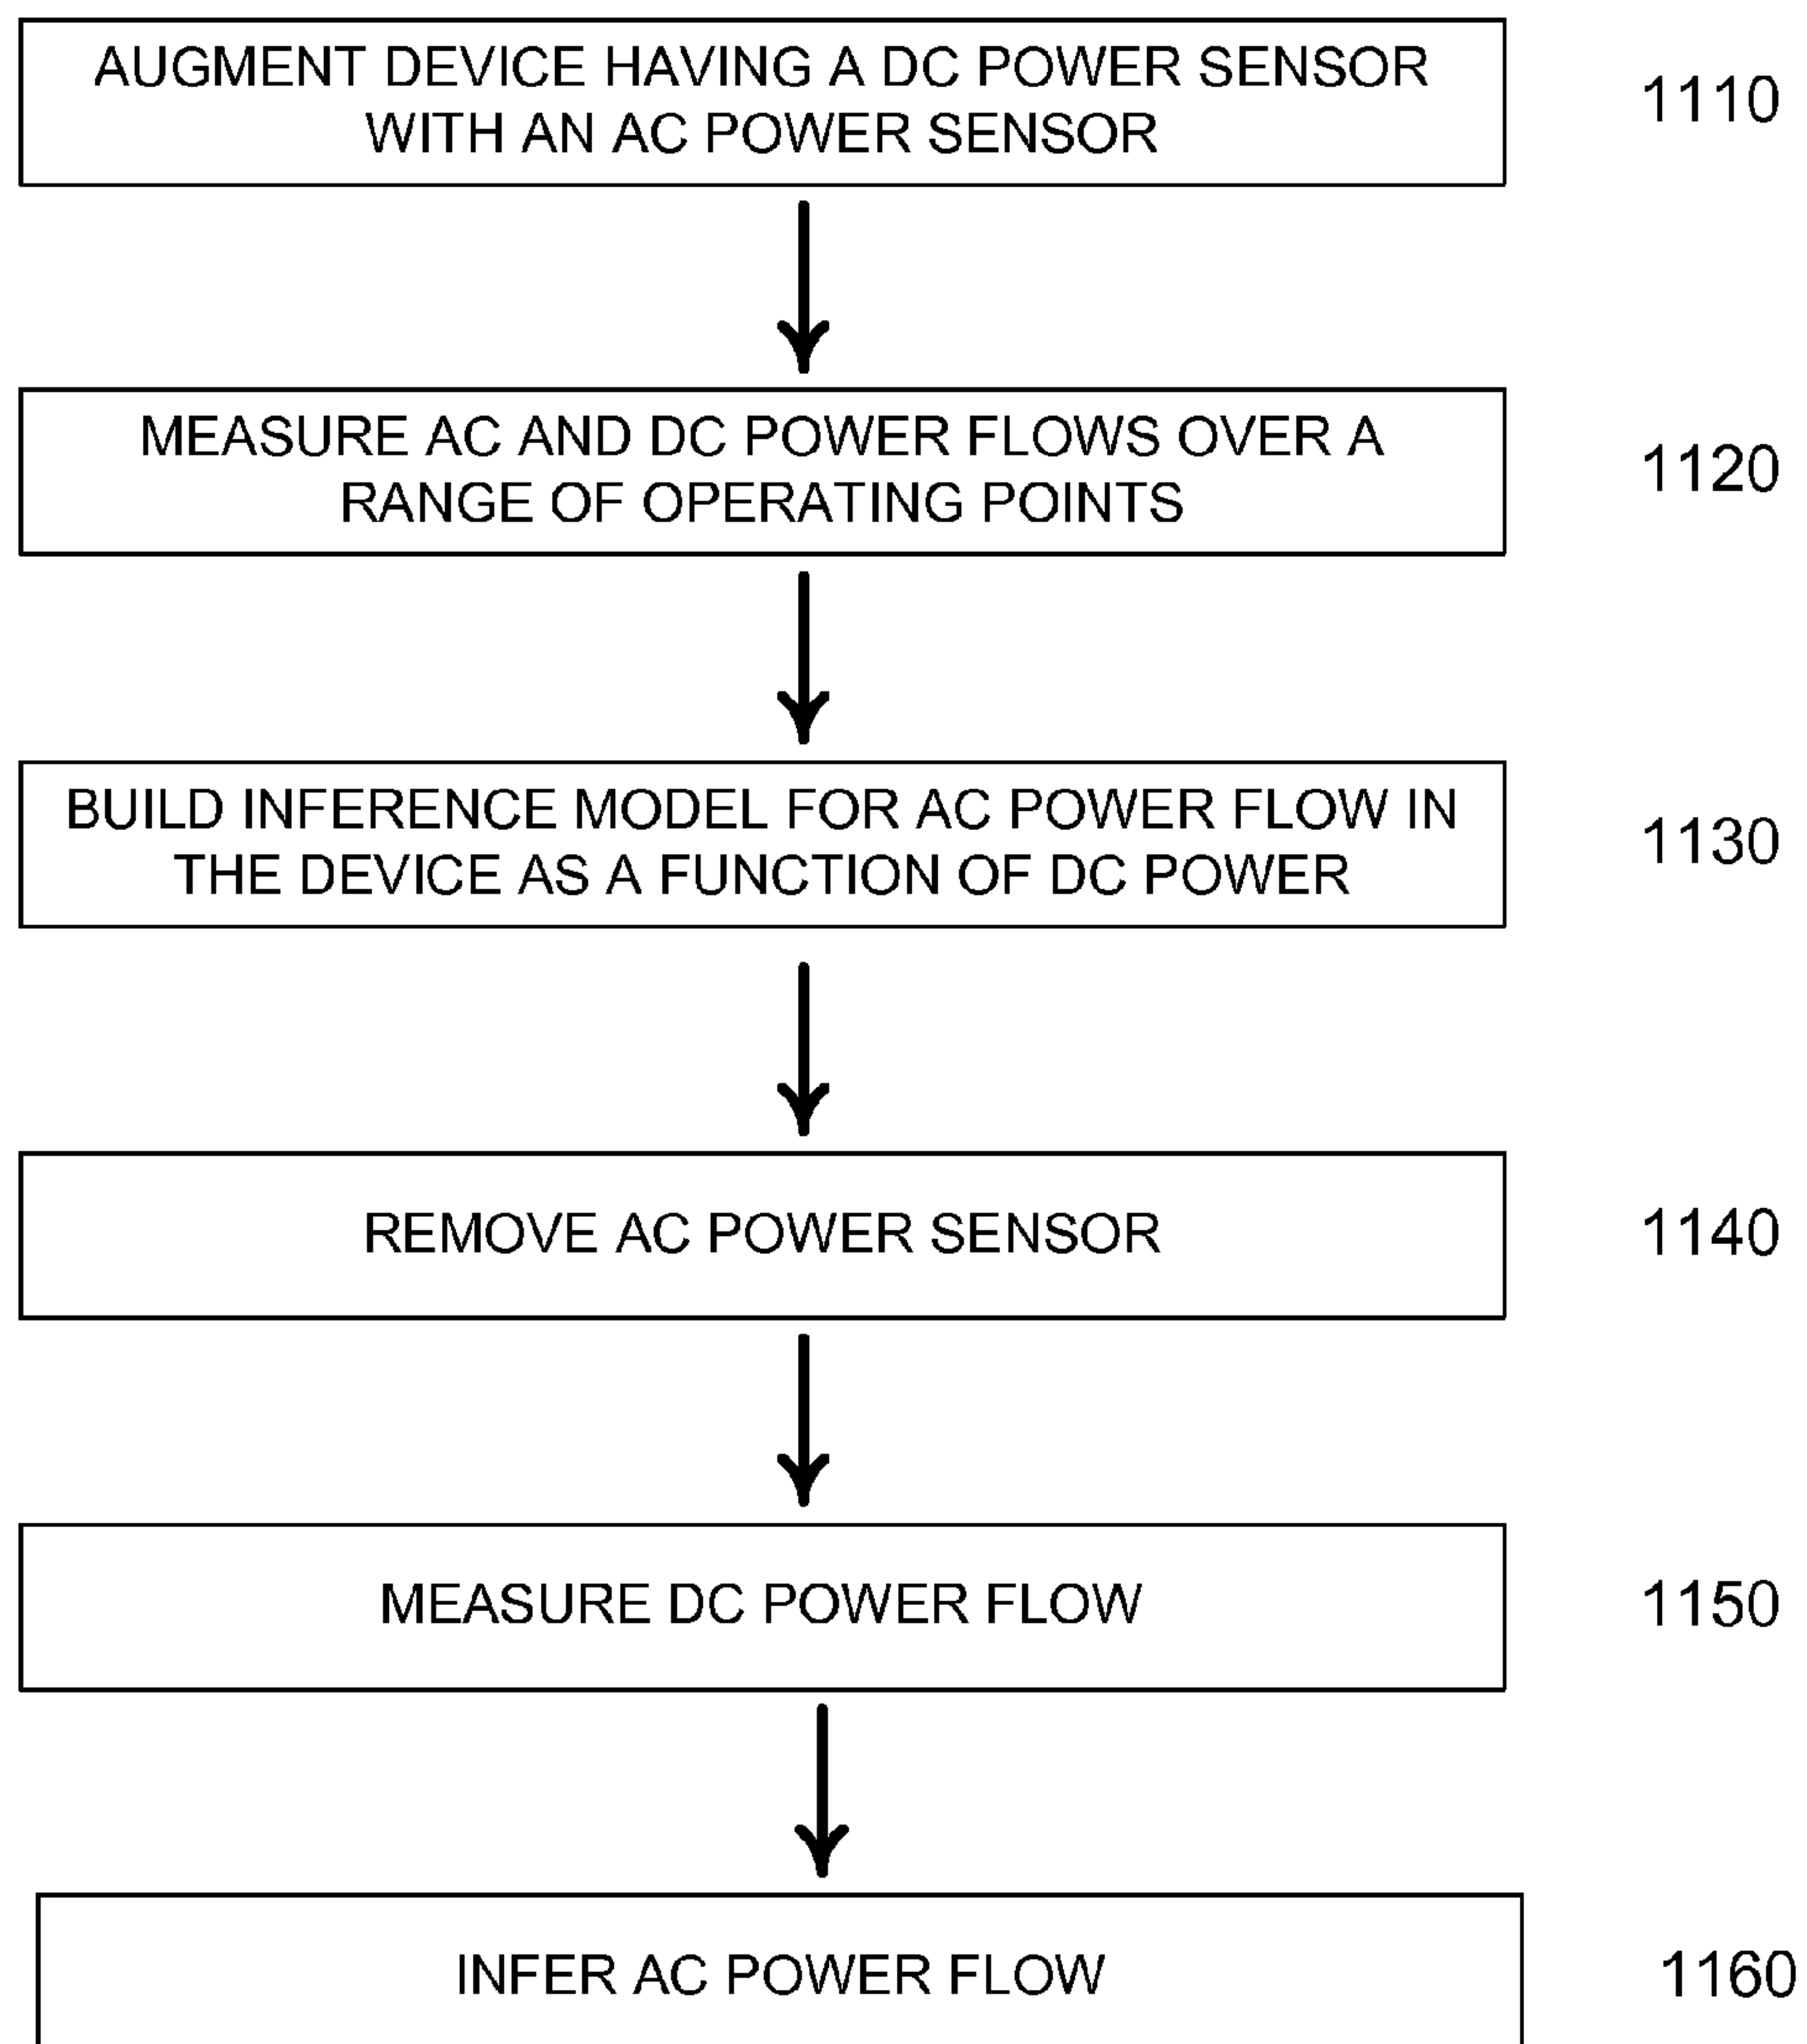 AUGMENT DEVICE HAVING A DC POWER SENSOR
WITH AN AC POWER SENSOR
1110
MEASURE AC AND DC POWER FLOWS OVER A
RANGE OF OPERATING POINTS
1120
BUILD INFERENCE MODEL FOR AC POWER FLOW IN
THE DEVICE AS A FUNCTION OF DC POWER
1130
REMOVE AC POWER SENSOR
1140
MEASURE DC POWER FLOW
1150
INFER AC POWER FLOW
1160